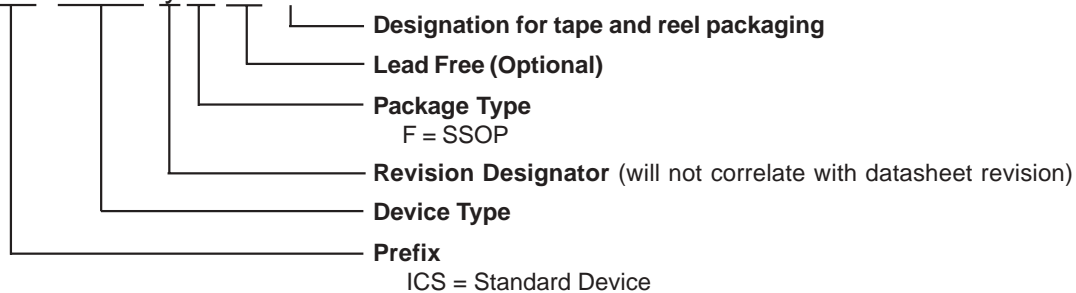 Designation for tape and reel packaging
Lead Free (Optional)
Package Type
F = SSOP
Revision Designator (will not correlate with datasheet revision)
Device Type
Prefix
ICS = Standard Device